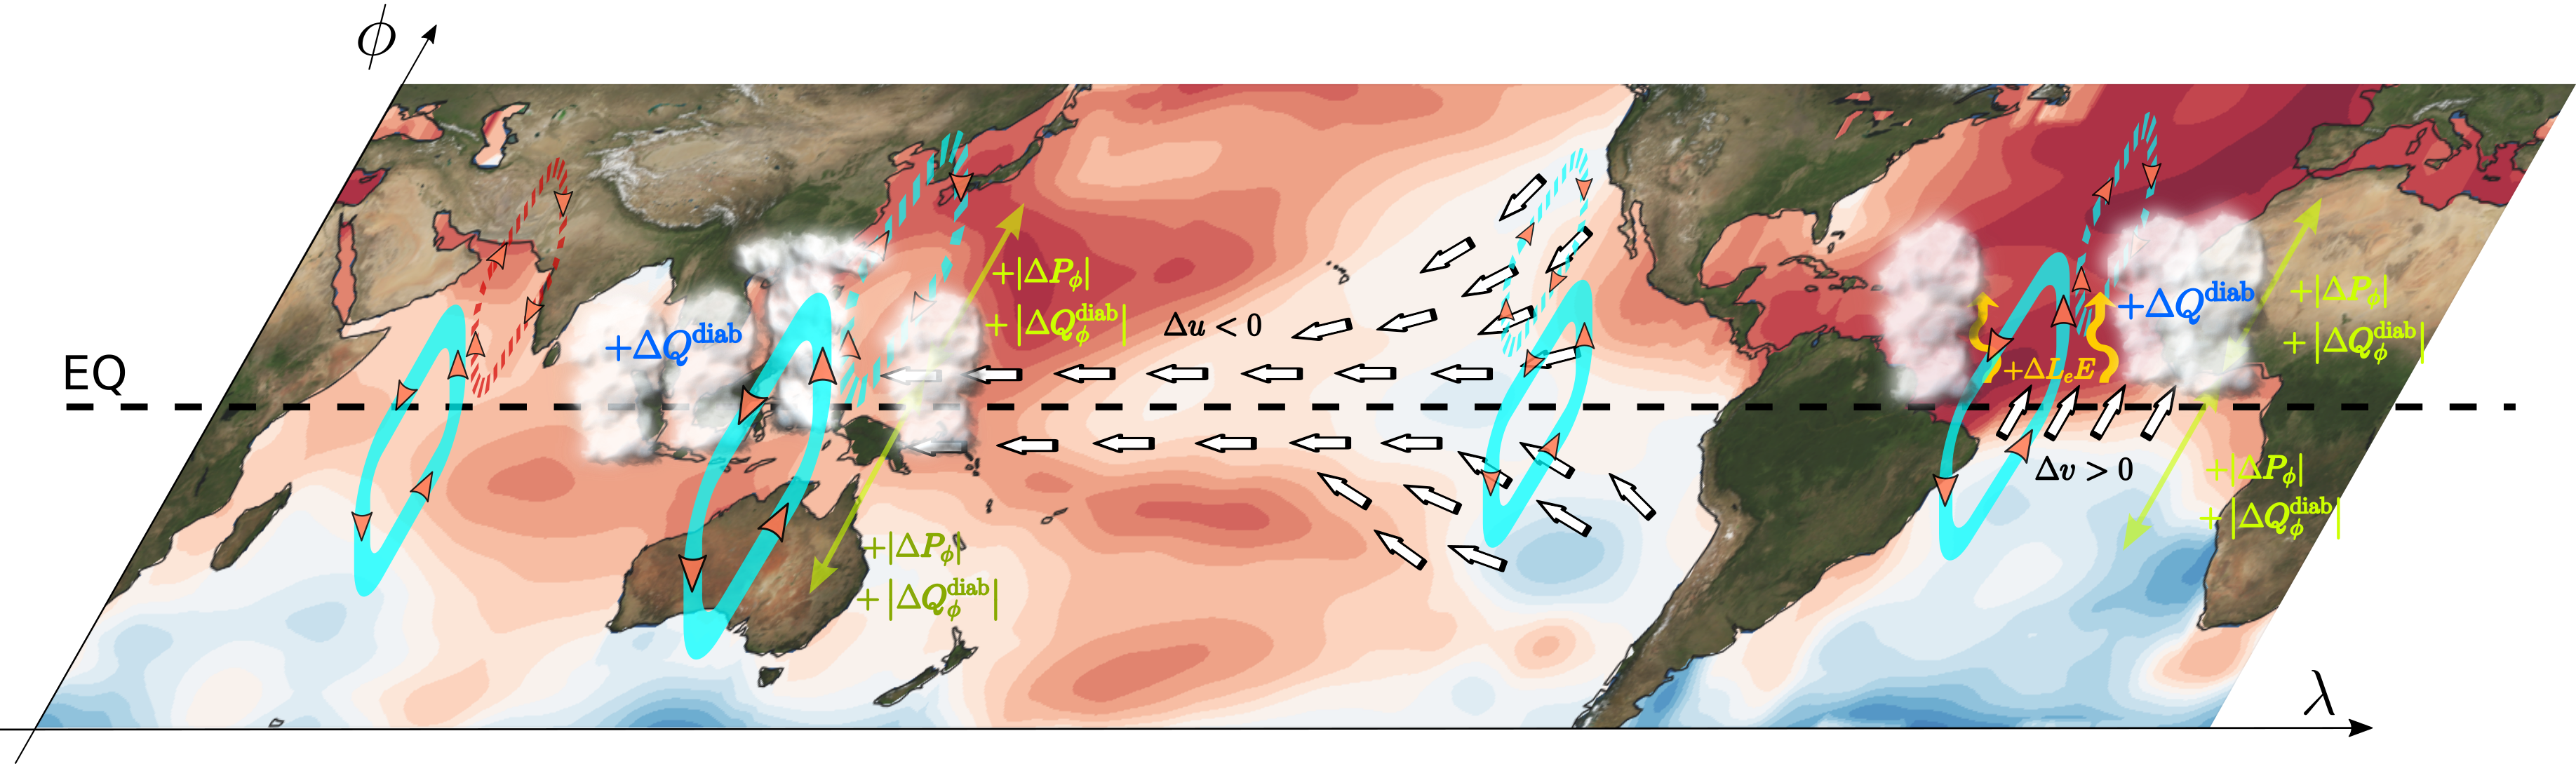 ϕ
+|ΔP_ϕ|
+|ΔQ_ϕ^diab|
Δu < 0
+ΔQ^diab
+ΔQ^diab
+|ΔP_ϕ|
+|ΔQ_ϕ^diab|
EQ
+ΔL_eE
Δv > 0
+|ΔP_ϕ|
+|ΔQ_ϕ^diab|
+|ΔP_ϕ|
+|ΔQ_ϕ^diab|
λ